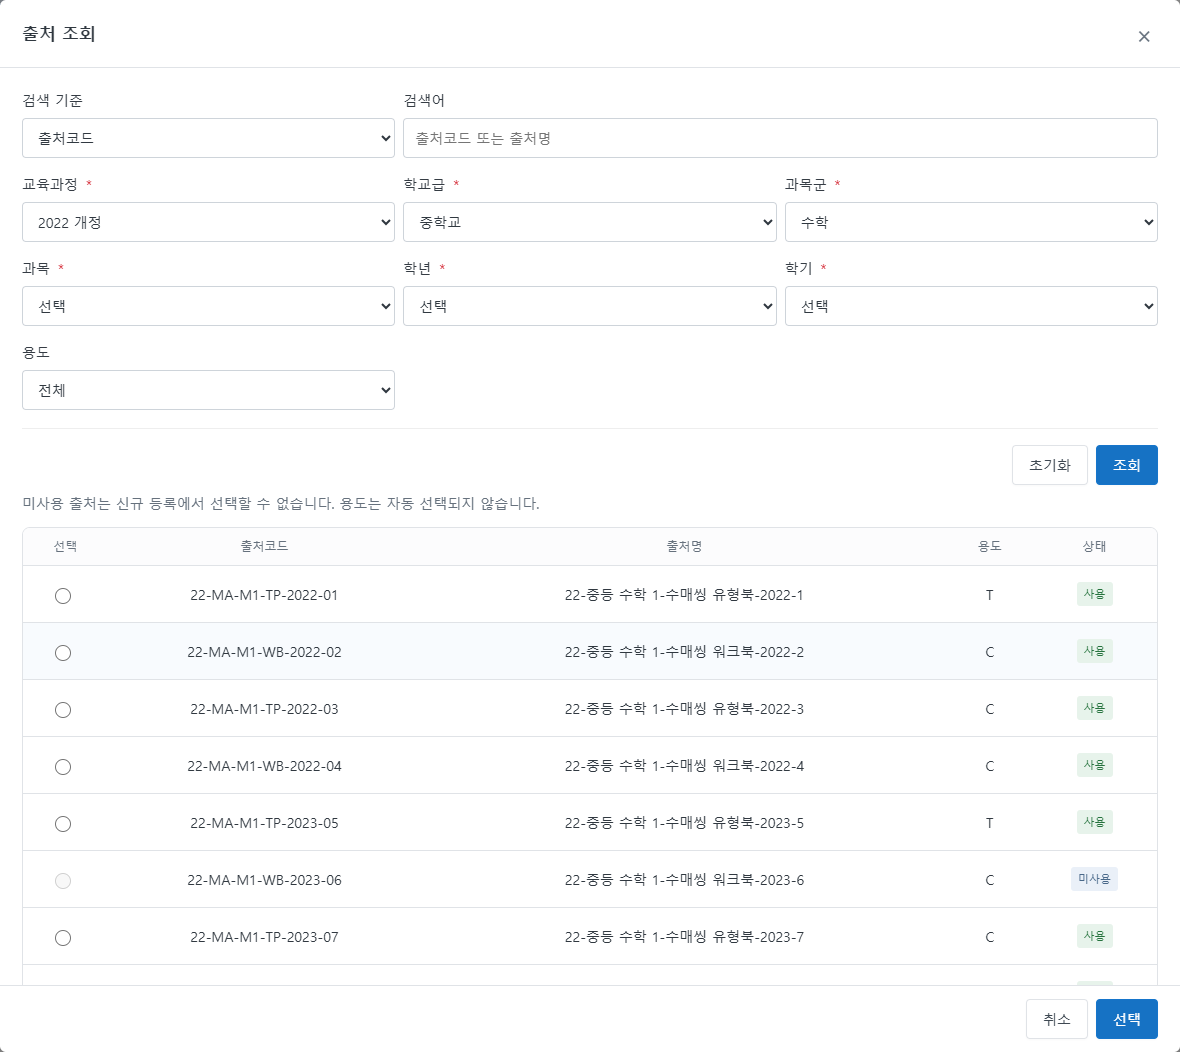 출처 조회
×
검색 기준 검색어
출처코드 출처코드 또는 출처명
교육과정 * 학교급 * 과목군 *
2022 개정 중학교 수학
과목 * 학년 * 학기 *
선택 선택 선택
용도
전체
초기화 조회
미사용 출처는 신규 등록에서 선택할 수 없습니다. 용도는 자동 선택되지 않습니다.
선택 출처코드 출처명 용도 상태
22-MA-M1-TP-2022-01 22-중등 수학 1-수매씽 유형북-2022-1 T 사용
22-MA-M1-WB-2022-02 22-중등 수학 1-수매씽 워크북-2022-2 C 사용
22-MA-M1-TP-2022-03 22-중등 수학 1-수매씽 유형북-2022-3 C 사용
22-MA-M1-WB-2022-04 22-중등 수학 1-수매씽 워크북-2022-4 C 사용
22-MA-M1-TP-2023-05 22-중등 수학 1-수매씽 유형북-2023-5 T 사용
22-MA-M1-WB-2023-06 22-중등 수학 1-수매씽 워크북-2023-6 C 미사용
22-MA-M1-TP-2023-07 22-중등 수학 1-수매씽 유형북-2023-7 C 사용
취소 선택